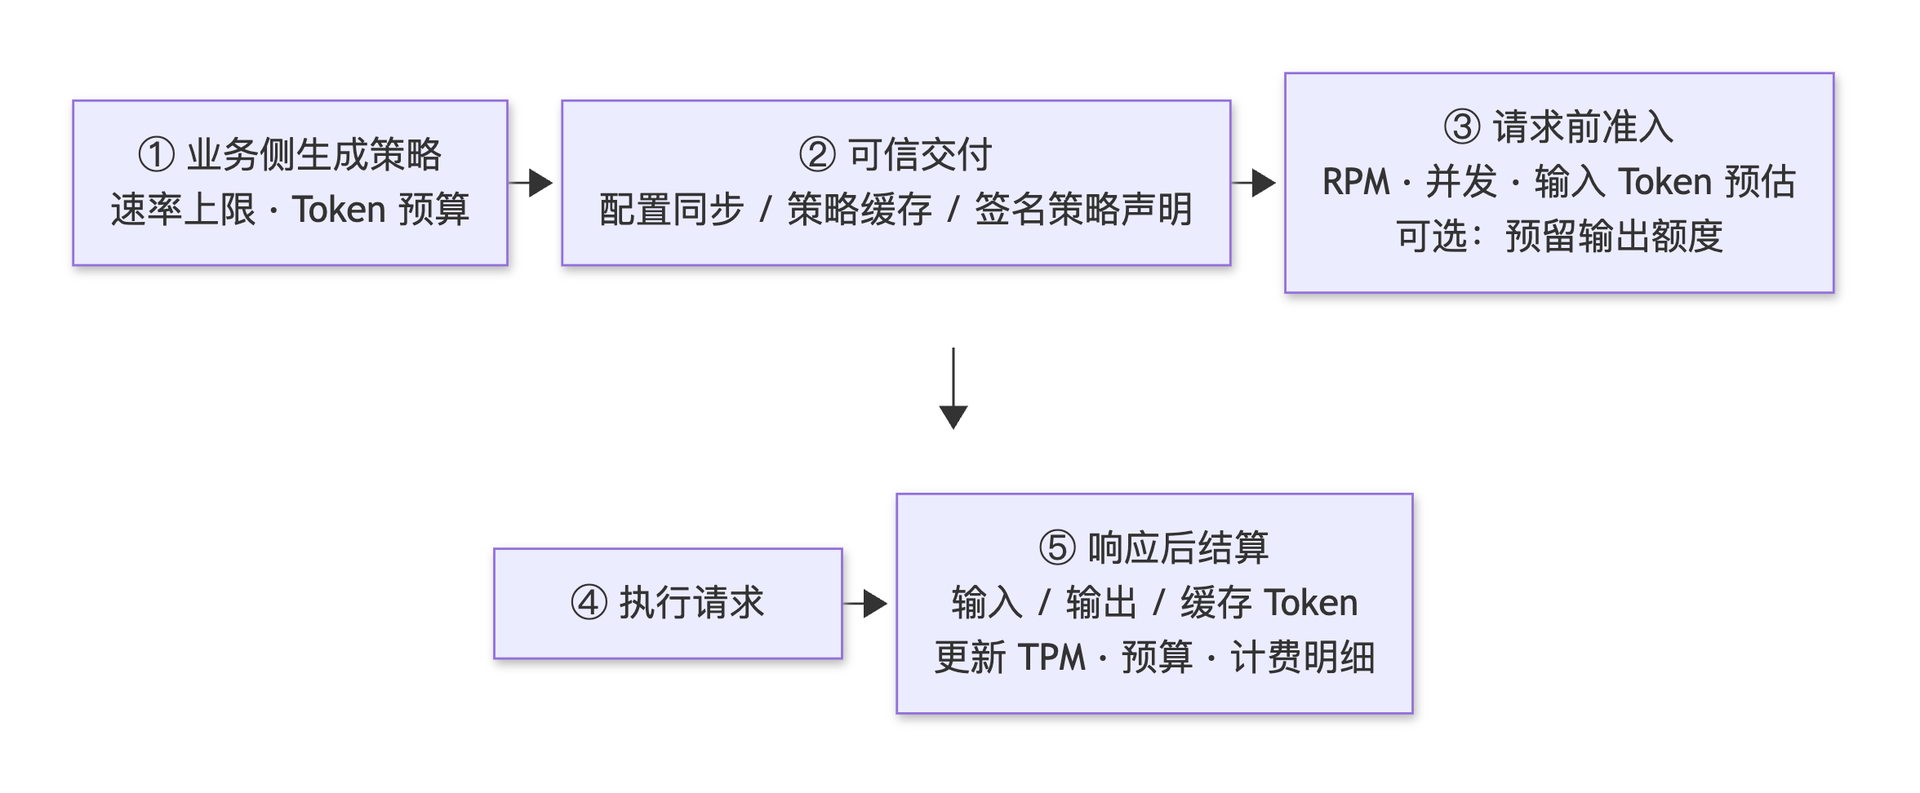 ① 业务侧生成策略
速率上限 · Token 预算
② 可信交付
配置同步 / 策略缓存 / 签名策略声明
③ 请求前准入
RPM · 并发 · 输入 Token 预估
可选：预留输出额度
④ 执行请求
⑤ 响应后结算
输入 / 输出 / 缓存 Token
更新 TPM · 预算 · 计费明细